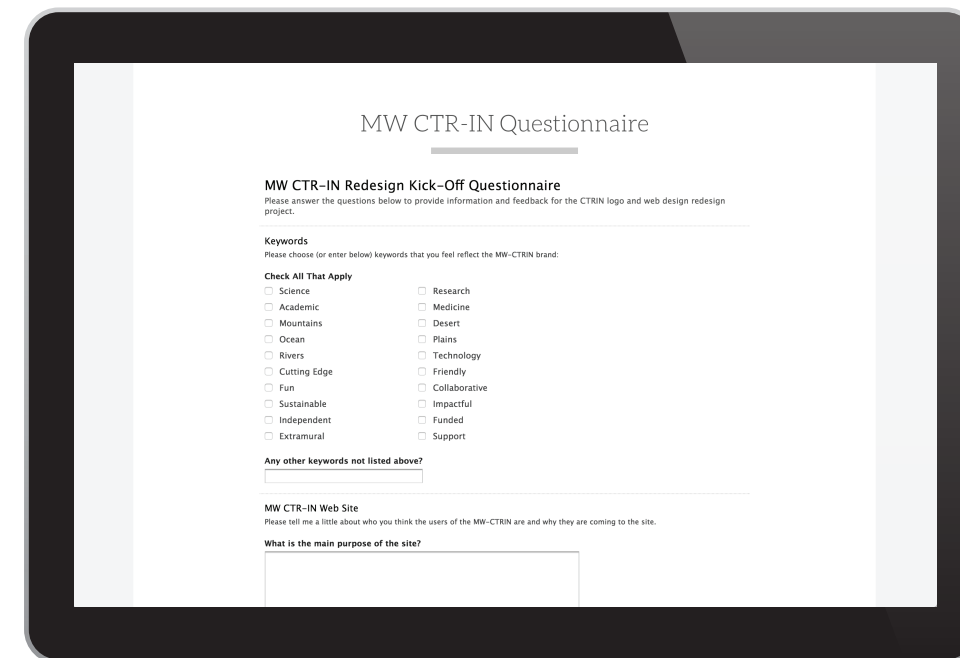 MW CTR-IN Questionnaire
MW CTR-IN Redesign Kick-Off Questionnaire
Please answer the questions below to provide information and feedback for the CTRIN logo and web design redesign
project.
Keywords
Please choose (or enter below) keywords that you feel reflect the MW-CTRIN brand:
Check All That Apply
Science Research
Academic Medicine
Mountains Desert
Ocean Plains
Rivers Technology
Cutting Edge Friendly
Fun Collaborative
Sustainable Impactful
Independent Funded
Extramural Support
Any other keywords not listed above?
MW CTR-IN Web Site
Please tell me a little about who you think the users of the MW-CTRIN are and why they are coming to the site.
What is the main purpose of the site?